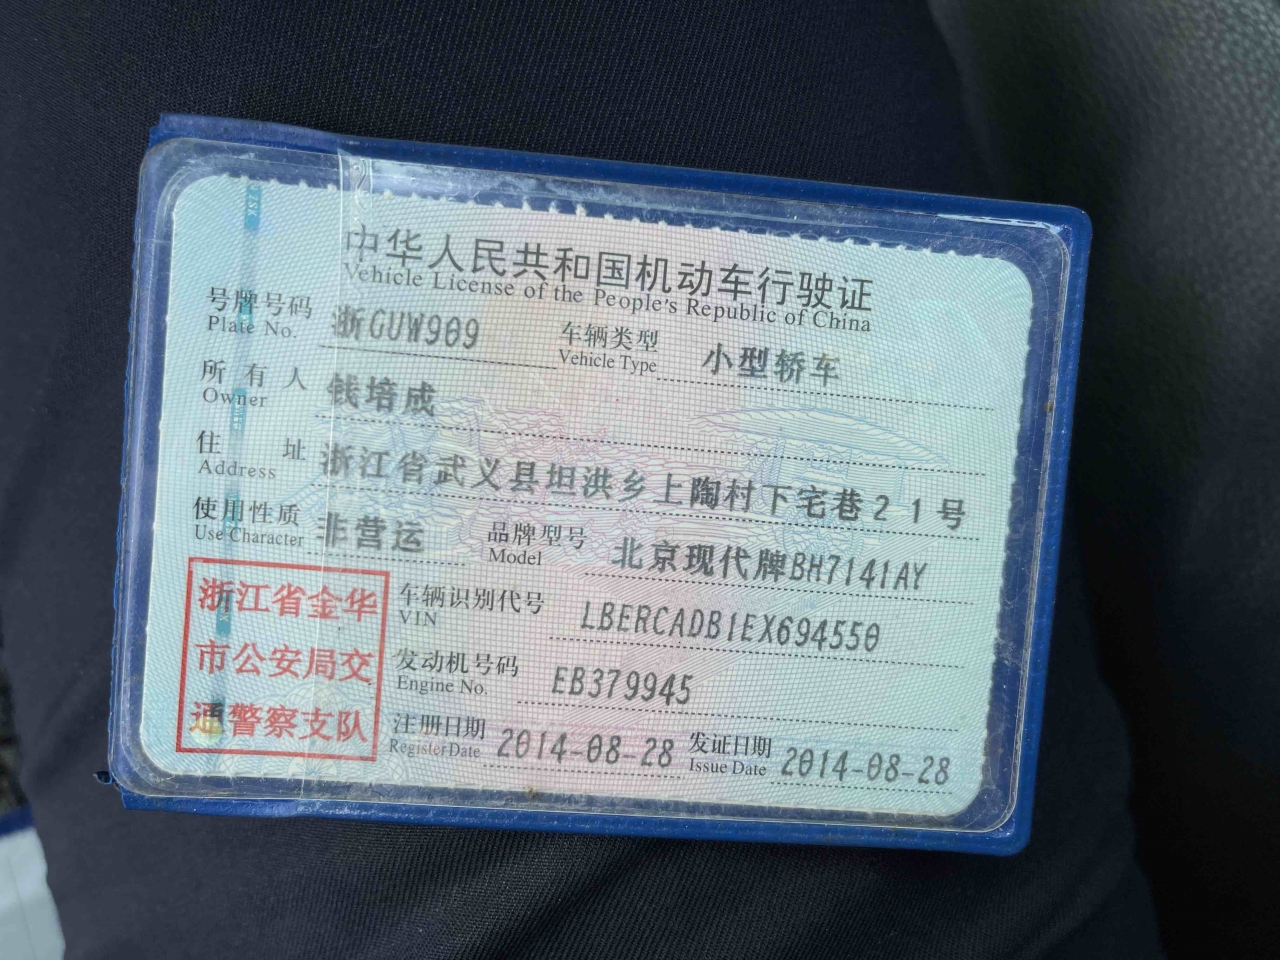 中华人民共和国机动车行驶证
Vehicle License of the People's Republic of China
号牌号码 浙GUW909 车辆类型 小型轿车
Plate No. Vehicle Type
所有人 钱培成
Owner
住址 浙江省武义县坦洪乡上陶村下宅巷21号
Address
使用性质 非营运 品牌型号 北京现代牌BH7141AY
Use Character Model
浙江省金华
市公安局交
通警察支队
车辆识别代号 LBERCADB1EX694550
VIN
发动机号码 EB379945
Engine No.
注册日期 2014-08-28 发证日期 2014-08-28
Register Date Issue Date